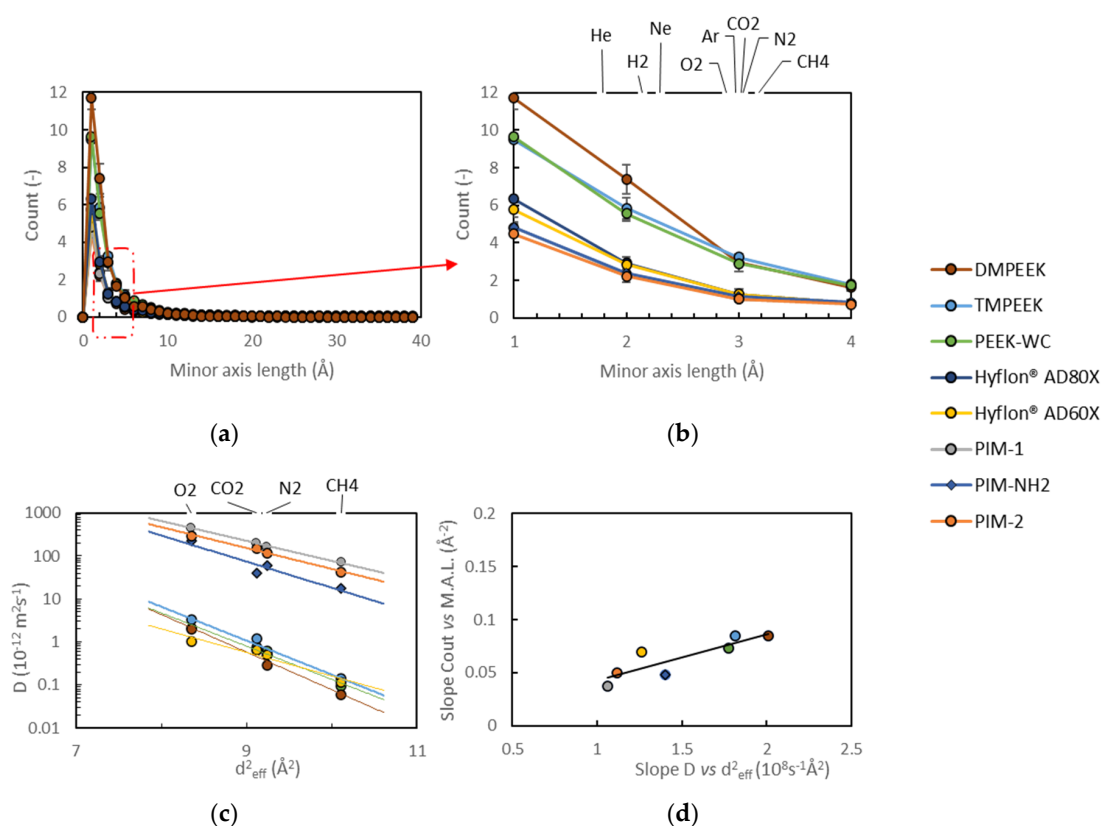 He
H2
Ne
O2
Ar
CO2
N2
CH4
Count (-)
12
10
8
6
4
2
0
0 10 20 30 40
Minor axis length (Å)
Count (-)
12
10
8
6
4
2
0
1 2 3 4
Minor axis length (Å)
(a)
(b)
DMPEEK
TMPEEK
PEEK-WC
Hyflon® AD80X
Hyflon® AD60X
PIM-1
PIM-NH2
PIM-2
O2 CO2 N2 CH4
D (10⁻¹² m²s⁻¹)
1000
100
10
1
0.1
0.01
7 9 11
d²eff (Å²)
Slope Cout vs M.A.L. (Å⁻²)
0.2
0.15
0.1
0.05
0
0.5 1 1.5 2 2.5
Slope D vs d²eff (10⁸s⁻¹Å²)
(c)
(d)